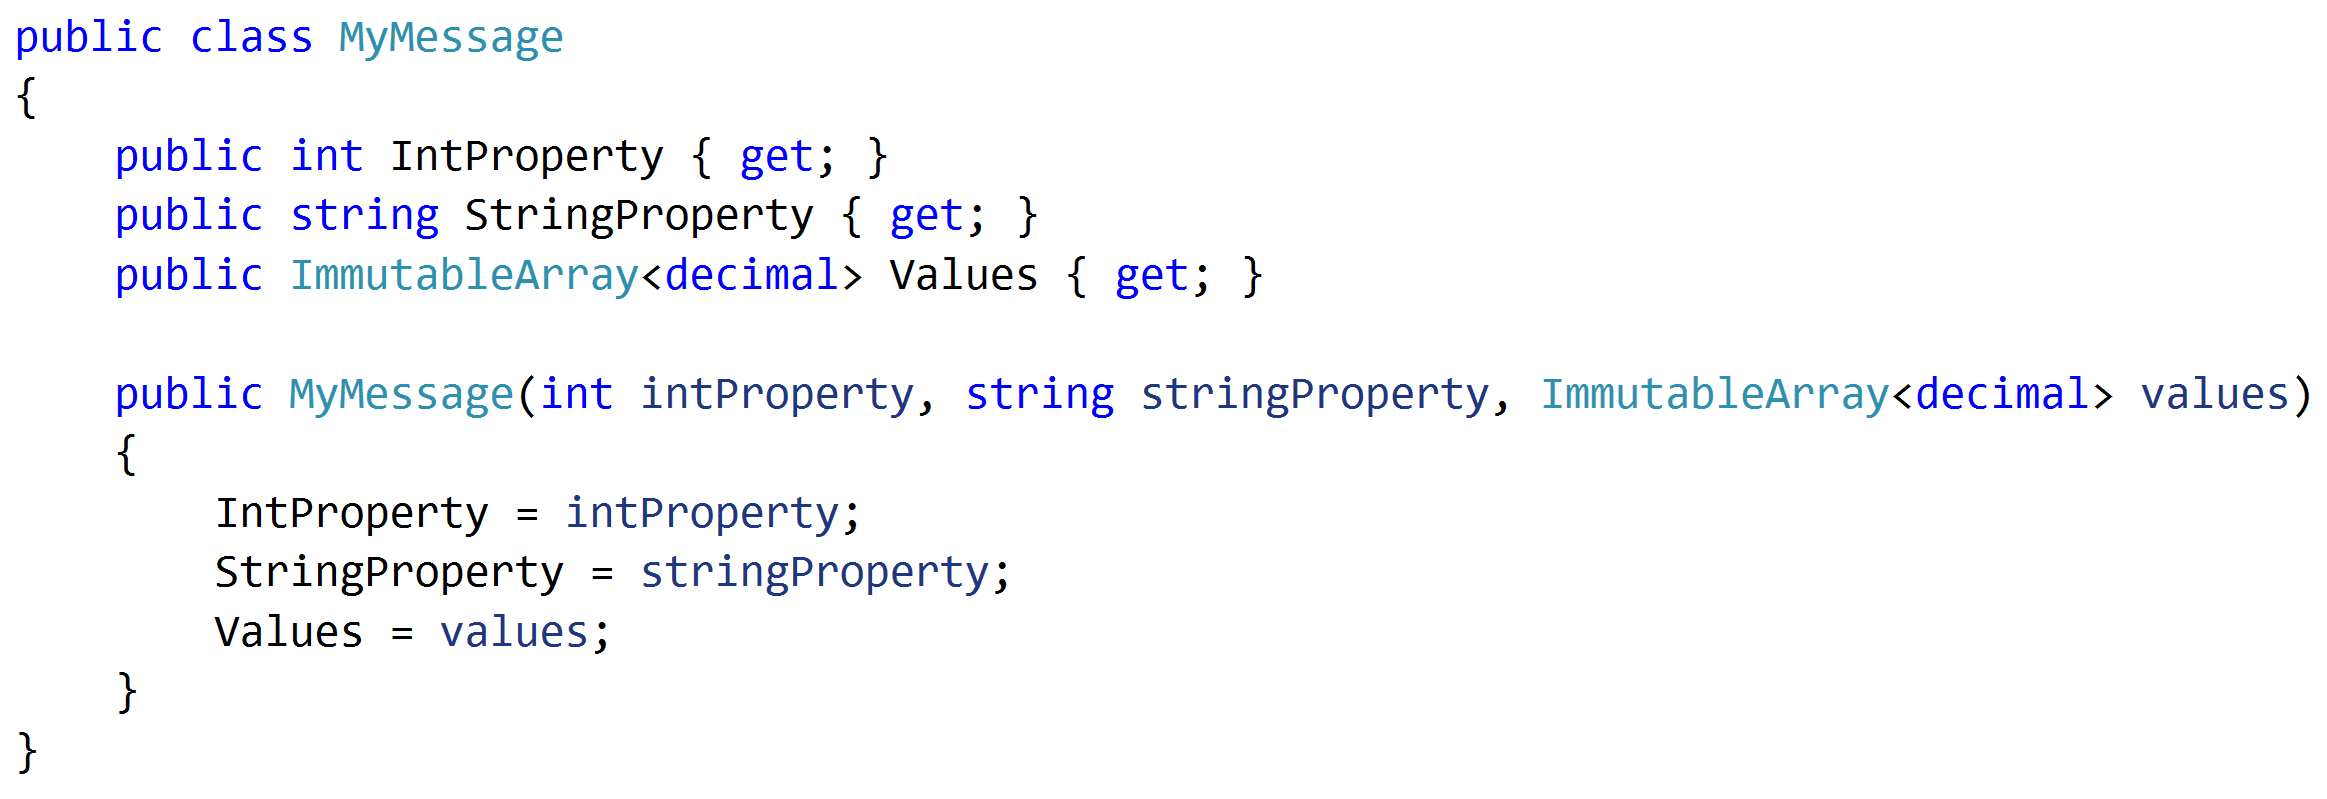 public class MyMessage
{
    public int IntProperty { get; }
    public string StringProperty { get; }
    public ImmutableArray<decimal> Values { get; }

    public MyMessage(int intProperty, string stringProperty, ImmutableArray<decimal> values)
    {
        IntProperty = intProperty;
        StringProperty = stringProperty;
        Values = values;
    }
}